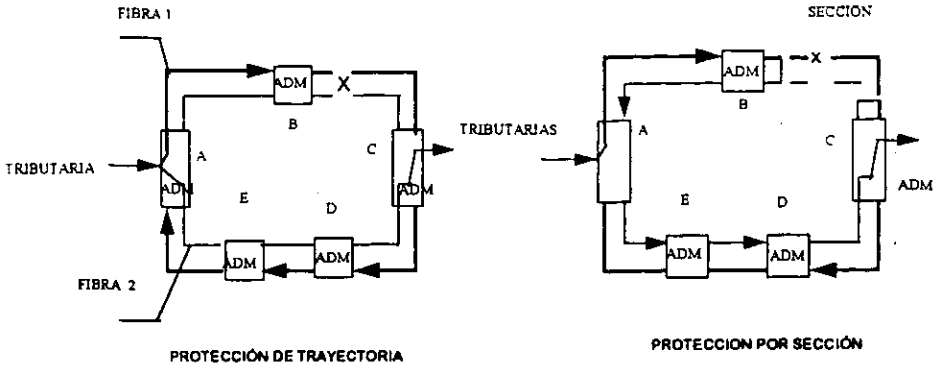 FIBRA 1
ADM
X
B
A
C
TRIBUTARIA
ADM
ADM
E
D
ADM
ADM
FIBRA 2
PROTECCIÓN DE TRAYECTORIA
SECCION
X
ADM
B
TRIBUTARIAS
A
C
ADM
E
D
ADM
ADM
PROTECCION POR SECCIÓN